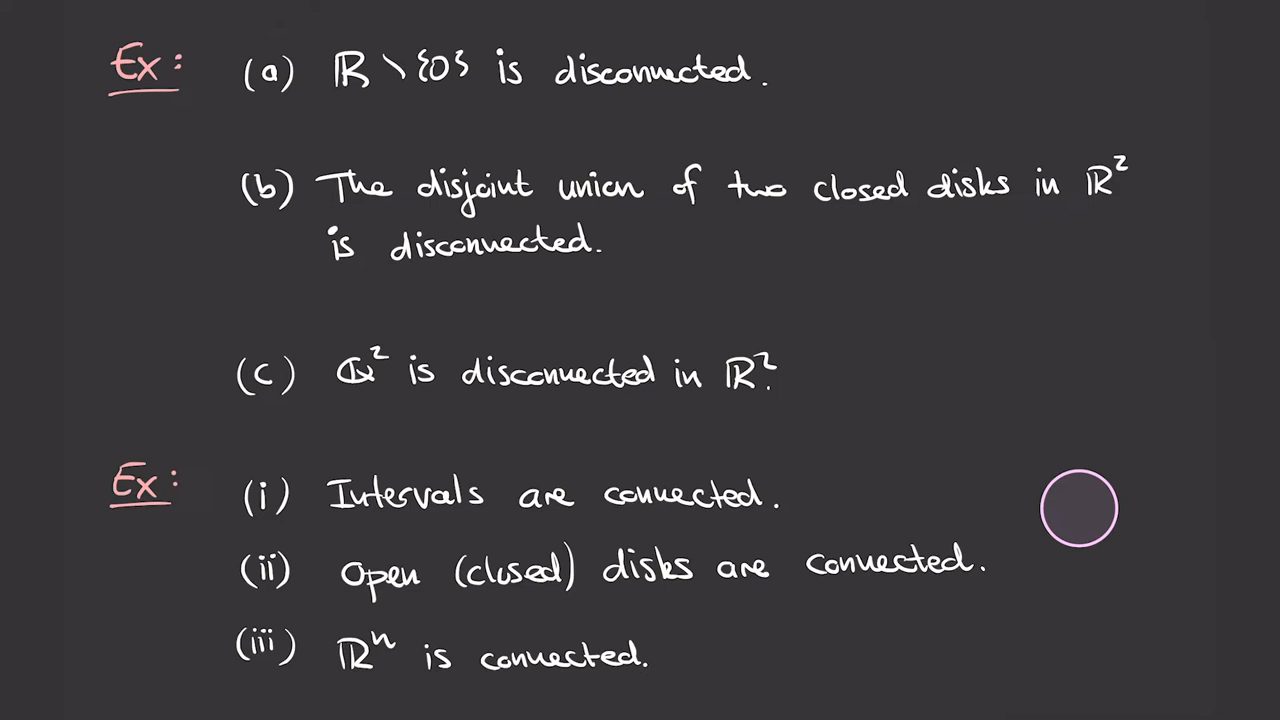 Ex: (a) ℝ \ {0} is disconnected.
(b) The disjoint union of two closed disks in ℝ²
is disconnected.
(c) ℚ² is disconnected in ℝ².
Ex: (i) Intervals are connected.
(ii) Open (closed) disks are connected.
(iii) ℝⁿ is connected.